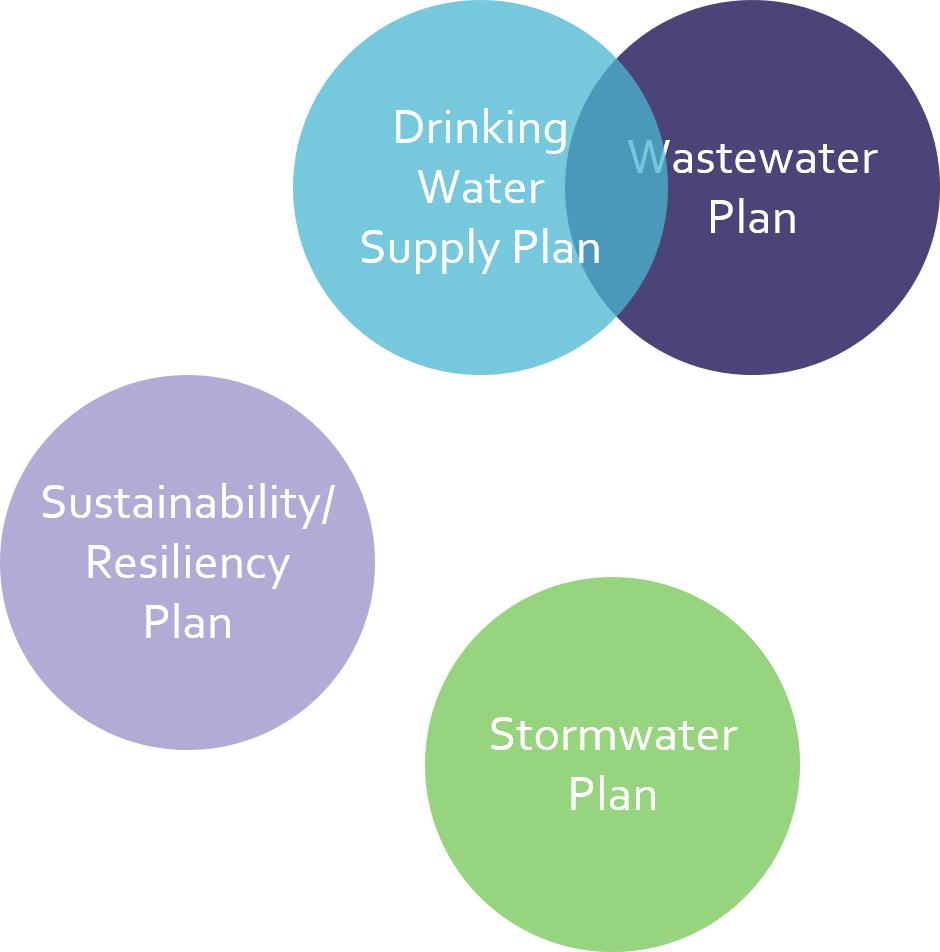 Drinking
Water
Supply Plan
Wastewater
Plan
Sustainability/
Resiliency
Plan
Stormwater
Plan